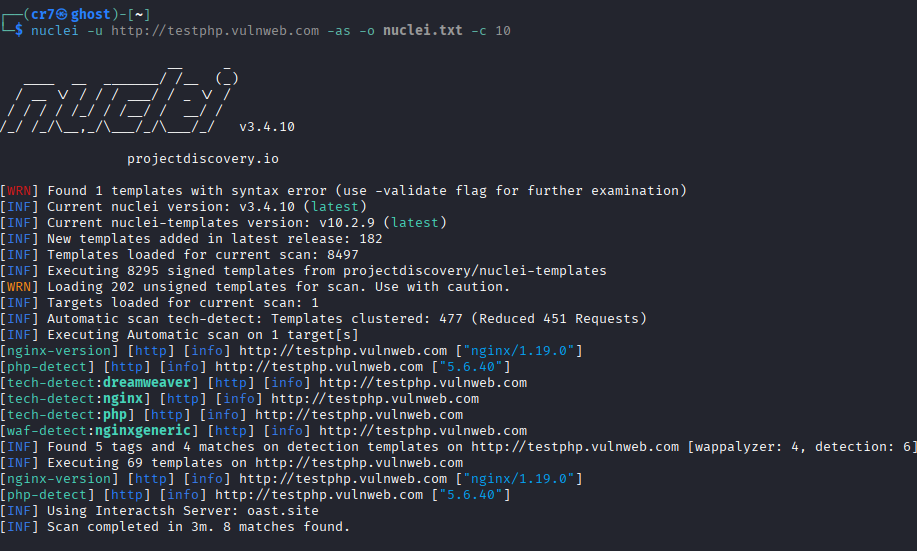 ┌──(cr7㉿ghost)-[~]
└─$ nuclei -u http://testphp.vulnweb.com -as -o nuclei.txt -c 10
                     __     _
   ____  __  _______/ /__  (_)
  / __ \/ / / / ___/ / _ \/ /
 / / / / /_/ / /__/ /  __/ /
/_/ /_/\__,_/\___/_/\___/_/   v3.4.10
projectdiscovery.io
[WRN] Found 1 templates with syntax error (use -validate flag for further examination)
[INF] Current nuclei version: v3.4.10 (latest)
[INF] Current nuclei-templates version: v10.2.9 (latest)
[INF] New templates added in latest release: 182
[INF] Templates loaded for current scan: 8497
[INF] Executing 8295 signed templates from projectdiscovery/nuclei-templates
[WRN] Loading 202 unsigned templates for scan. Use with caution.
[INF] Targets loaded for current scan: 1
[INF] Automatic scan tech-detect: Templates clustered: 477 (Reduced 451 Requests)
[INF] Executing Automatic scan on 1 target[s]
[nginx-version] [http] [info] http://testphp.vulnweb.com ["nginx/1.19.0"]
[php-detect] [http] [info] http://testphp.vulnweb.com ["5.6.40"]
[tech-detect:dreamweaver] [http] [info] http://testphp.vulnweb.com
[tech-detect:nginx] [http] [info] http://testphp.vulnweb.com
[tech-detect:php] [http] [info] http://testphp.vulnweb.com
[waf-detect:nginxgeneric] [http] [info] http://testphp.vulnweb.com
[INF] Found 5 tags and 4 matches on detection templates on http://testphp.vulnweb.com [wappalyzer: 4, detection: 6]
[INF] Executing 69 templates on http://testphp.vulnweb.com
[nginx-version] [http] [info] http://testphp.vulnweb.com ["nginx/1.19.0"]
[php-detect] [http] [info] http://testphp.vulnweb.com ["5.6.40"]
[INF] Using Interactsh Server: oast.site
[INF] Scan completed in 3m. 8 matches found.